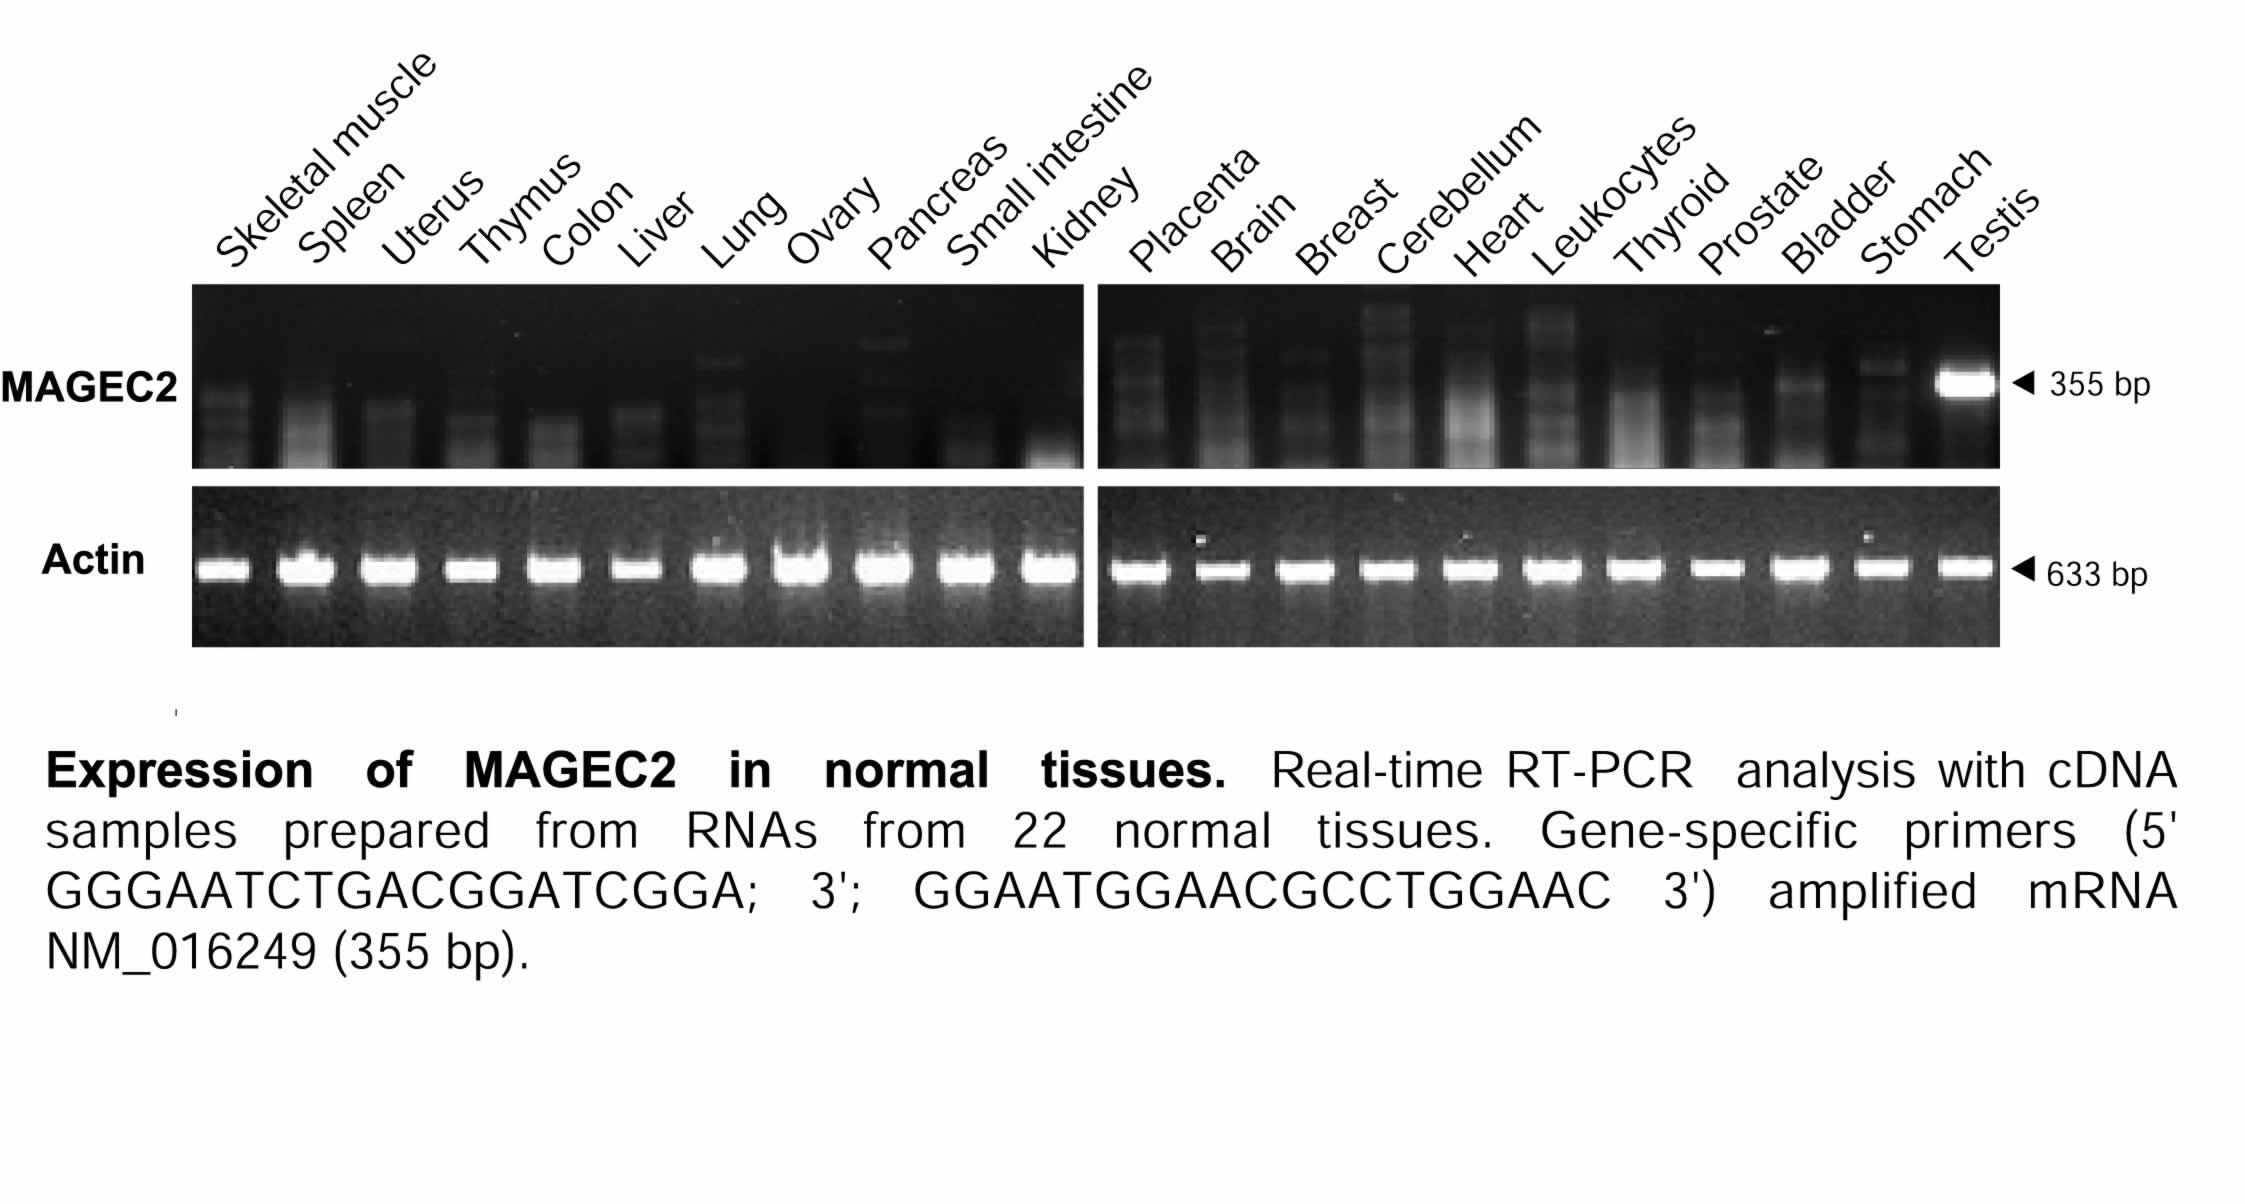 Skeletal muscle
Spleen
Uterus
Thymus
Colon
Liver
Lung
Ovary
Pancreas
Small intestine
Kidney
Placenta
Brain
Breast
Cerebellum
Heart
Leukocytes
Thyroid
Prostate
Bladder
Stomach
Testis
MAGEC2
355 bp
Actin
633 bp
Expression of MAGEC2 in normal tissues. Real-time RT-PCR analysis with cDNA
samples prepared from RNAs from 22 normal tissues. Gene-specific primers (5'
GGGAATCTGACGGATCGGA; 3'; GGAATGGAACGCCTGGAAC 3') amplified mRNA
NM_016249 (355 bp).